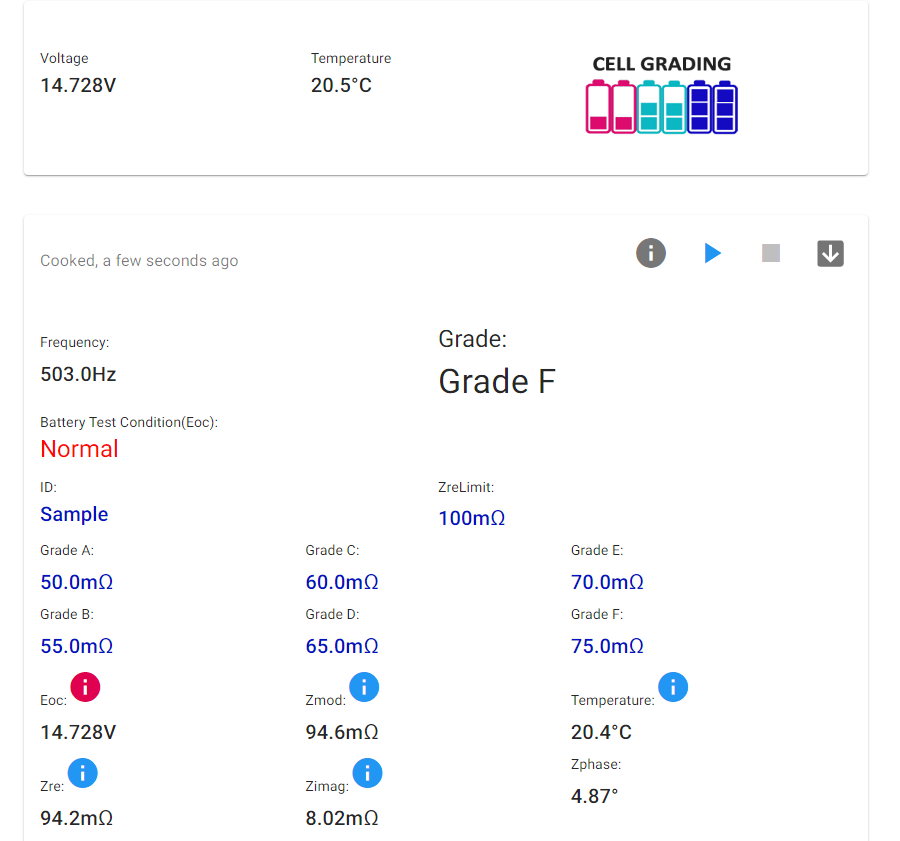 Voltage
Temperature
14.728V
20.5°C
CELL GRADING
Cooked, a few seconds ago
Frequency:
503.0Hz
Grade:
Grade F
Battery Test Condition(Eoc):
Normal
ID:
Sample
ZreLimit:
100mΩ
Grade A:
Grade C:
Grade E:
50.0mΩ
60.0mΩ
70.0mΩ
Grade B:
Grade D:
Grade F:
55.0mΩ
65.0mΩ
75.0mΩ
Eoc:
Zmod:
Temperature:
14.728V
94.6mΩ
20.4°C
Zre:
Zimag:
Zphase:
94.2mΩ
8.02mΩ
4.87°